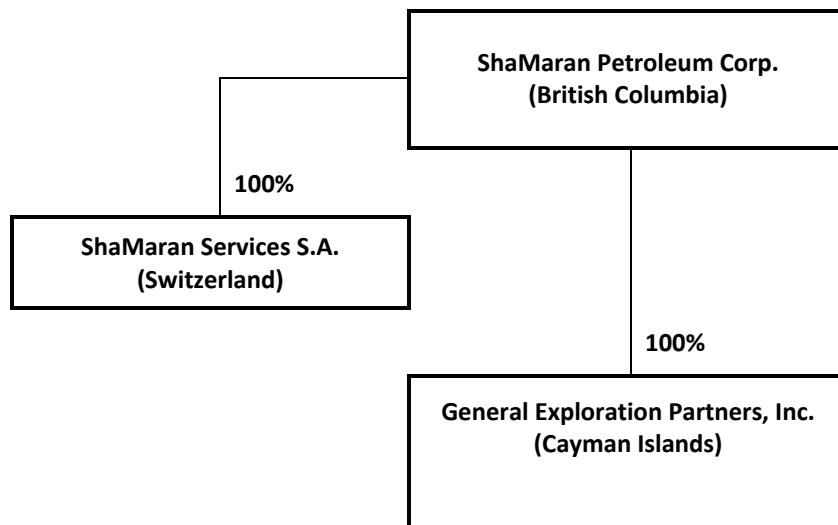 ShaMaran Petroleum Corp.
(British Columbia)
100%
ShaMaran Services S.A.
(Switzerland)
100%
General Exploration Partners, Inc.
(Cayman Islands)